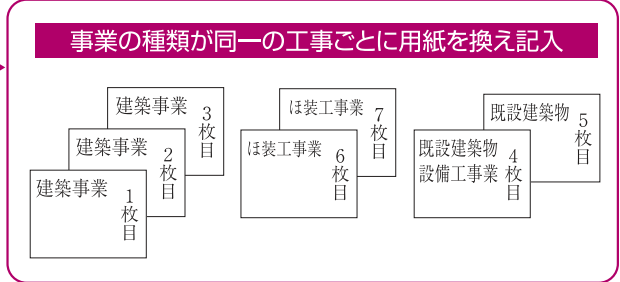 事業の種類が同一の工事ごとに用紙を換え記入
建築事業 3枚目
建築事業 2枚目
建築事業 1枚目
ほ装工事業 7枚目
ほ装工事業 6枚目
既設建築物 5枚目
既設建築物
設備工事業 4枚目